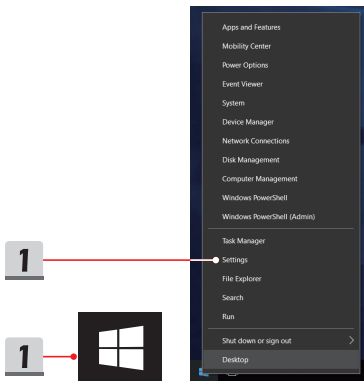 Apps and Features
Mobility Center
Power Options
Event Viewer
System
Device Manager
Network Connections
Disk Management
Computer Management
Windows PowerShell
Windows PowerShell (Admin)
Task Manager
1
Settings
File Explorer
Search
Run
Shut down or sign out
1
Desktop